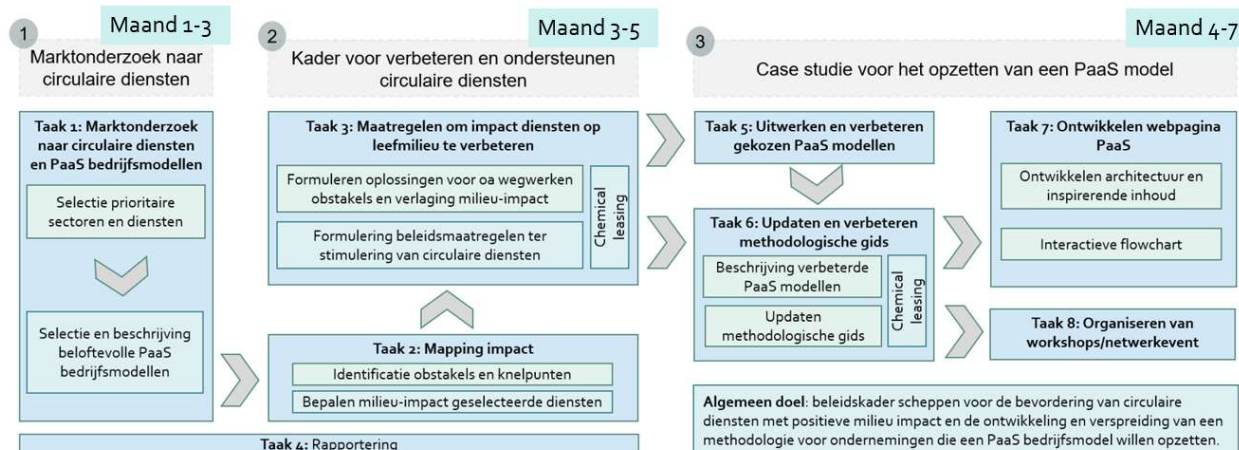 1
Maand 1-3
Marktonderzoek naar
circulaire diensten
Taak 1: Marktonderzoek
naar circulaire diensten
en PaaS bedrijfsmodellen
Selectie prioritaire
sectoren en diensten
Selectie en beschrijving
beloftevolle PaaS
bedrijfsmodellen
2
Maand 3-5
Kader voor verbeteren en ondersteunen
circulaire diensten
Taak 3: Maatregelen om impact diensten op
leefmilieu te verbeteren
Formuleren oplossingen voor oa wegwerken
obstakels en verlaging milieu-impact
Formulering beleidsmaatregelen ter
stimulering van circulaire diensten
Chemical
leasing
Taak 2: Mapping impact
Identificatie obstakels en knelpunten
Bepalen milieu-impact geselecteerde diensten
Taak 4: Rapportering
3
Maand 4-7
Case studie voor het opzetten van een PaaS model
Taak 5: Uitwerken en verbeteren
gekozen PaaS modellen
Taak 6: Updaten en verbeteren
methodologische gids
Beschrijving verbeterde
PaaS modellen
Updaten
methodologische gids
Chemical
leasing
Taak 7: Ontwikkelen webpagina
PaaS
Ontwikkelen architectuur en
inspirerende inhoud
Interactieve flowchart
Taak 8: Organiseren van
workshops/netwerkevent
Algemeen doel: beleidskader scheppen voor de bevordering van circulaire
diensten met positieve milieu impact en de ontwikkeling en verspreiding van een
methodologie voor ondernemingen die een PaaS bedrijfsmodel willen opzetten.